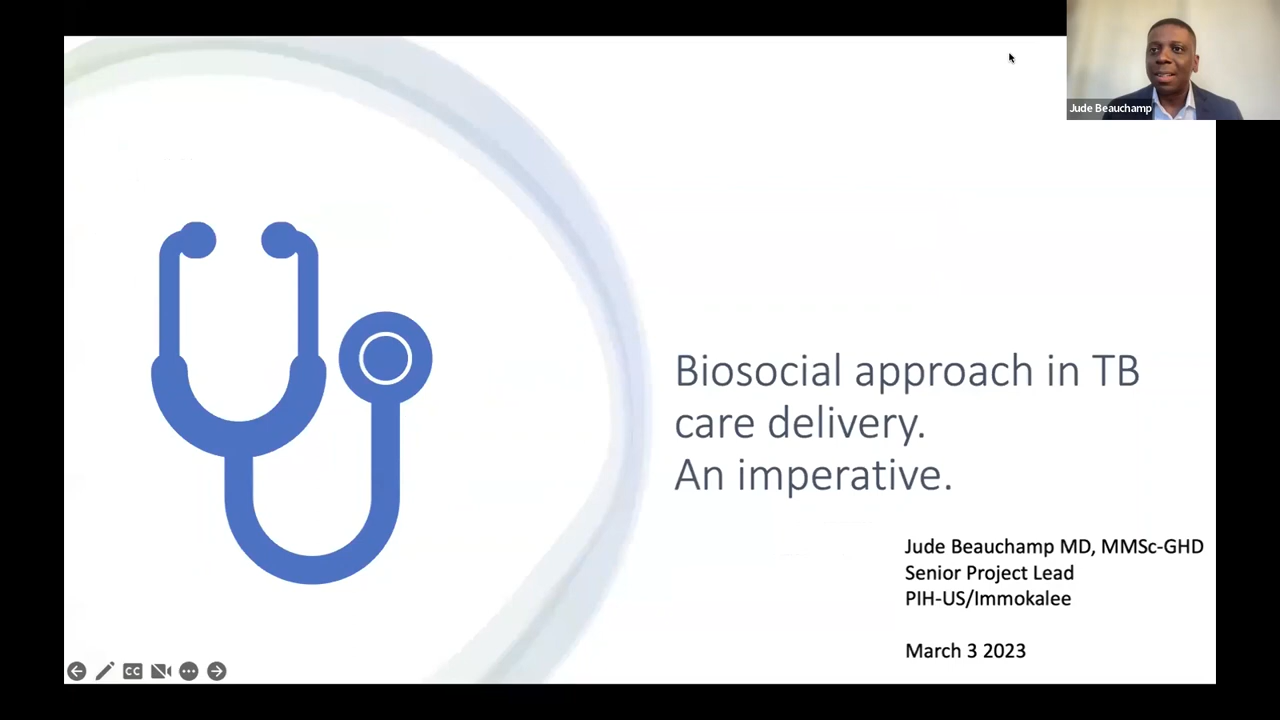 Jude Beauchamp
Biosocial approach in TB
care delivery.
An imperative.
Jude Beauchamp MD, MMSc-GHD
Senior Project Lead
PIH-US/Immokalee
March 3 2023
CC